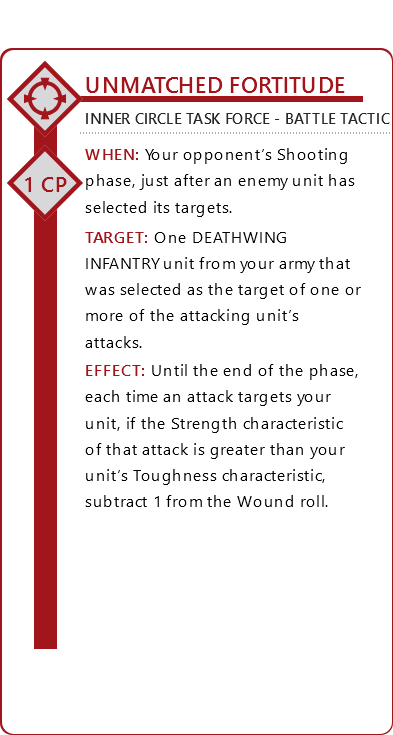 UNMATCHED FORTITUDE
INNER CIRCLE TASK FORCE - BATTLE TACTIC
1 CP
WHEN: Your opponent's Shooting
phase, just after an enemy unit has
selected its targets.
TARGET: One DEATHWING
INFANTRY unit from your army that
was selected as the target of one or
more of the attacking unit's
attacks.
EFFECT: Until the end of the phase,
each time an attack targets your
unit, if the Strength characteristic
of that attack is greater than your
unit's Toughness characteristic,
subtract 1 from the Wound roll.